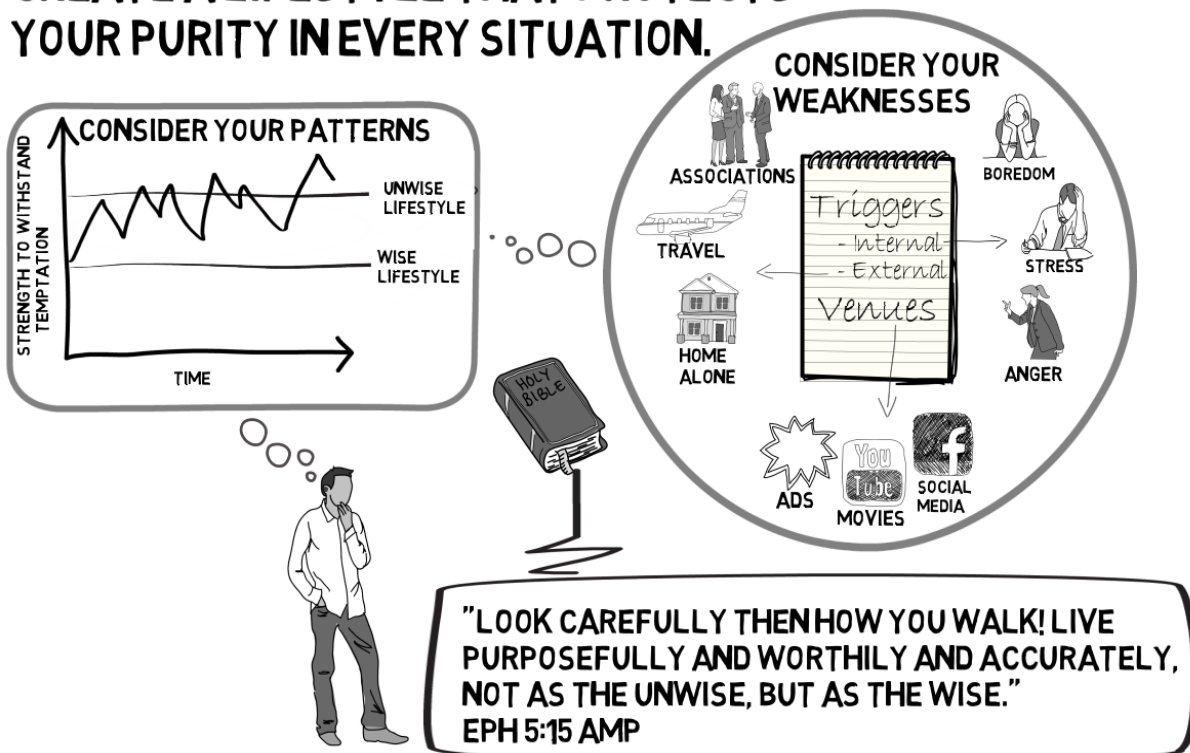 YOUR PURITY IN EVERY SITUATION.
CONSIDER YOUR PATTERNS
STRENGTH TO WITHSTAND
TEMPTATION
UNWISE
LIFESTYLE
WISE
LIFESTYLE
TIME
CONSIDER YOUR
WEAKNESSES
ASSOCIATIONS
TRAVEL
HOME
ALONE
Triggers
- Internal
- External
Venues
BOREDOM
STRESS
ANGER
ADS
You
Tube
MOVIES
f
SOCIAL
MEDIA
HOLY
BIBLE
"LOOK CAREFULLY THEN HOW YOU WALK! LIVE
PURPOSEFULLY AND WORTHILY AND ACCURATELY,
NOT AS THE UNWISE, BUT AS THE WISE."
EPH 5:15 AMP